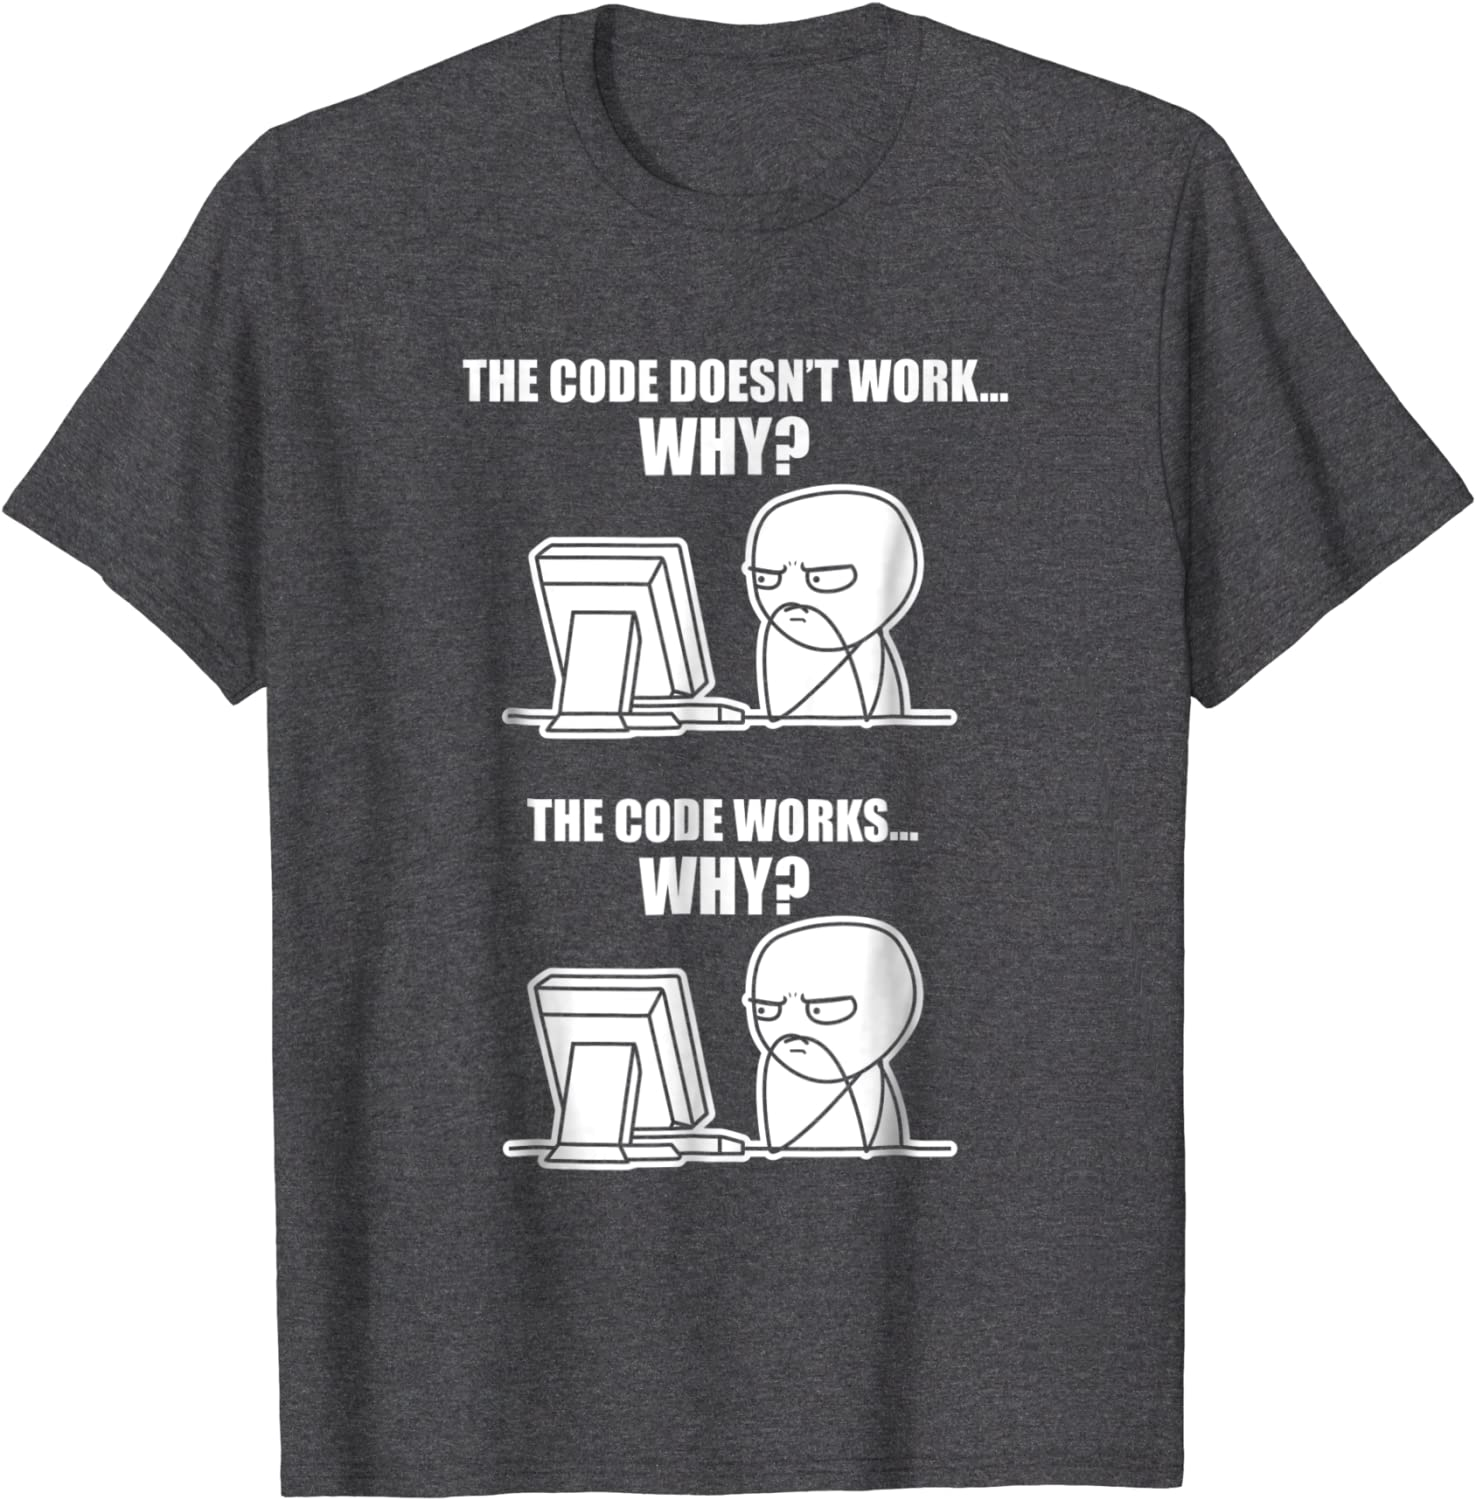 THE CODE DOESN’T WORK...
WHY?
THE CODE WORKS...
WHY?